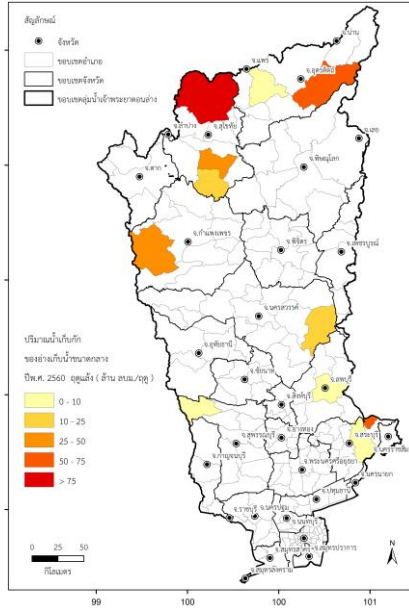 สัญลักษณ์
จังหวัด
ขอบเขตอำเภอ
ขอบเขตจังหวัด
ขอบเขตลุ่มน้ำเจ้าพระยาตอนล่าง
จ.น่าน
จ.แพร่
จ.อุตรดิตถ์
จ.ลำปาง
จ.สุโขทัย
จ.เลย
จ.ตาก
จ.พิษณุโลก
จ.กำแพงเพชร
จ.พิจิตร
จ.เพชรบูรณ์
จ.นครสวรรค์
จ.อุทัยธานี
จ.ชัยนาท
จ.ลพบุรี
จ.สิงห์บุรี
จ.อ่างทอง
จ.สระบุรี
จ.สุพรรณบุรี
จ.กาญจนบุรี
จ.พระนครศรีอยุธยา
จ.นครนายก
จ.ปทุมธานี
จ.ราชบุรี
จ.นครปฐม
จ.นนทบุรี
จ.สมุทรสาคร
จ.สมุทรปราการ
จ.สมุทรสงคราม
ปริมาณน้ำเก็บกัก
ของอ่างเก็บน้ำขนาดกลาง
ปีพ.ศ. 2560 ฤดูแล้ง ( ล้าน ลบม./ฤดู )
0 - 10
10 - 25
25 - 50
50 - 75
> 75
0 25 50
กิโลเมตร
N
99 100 100 101